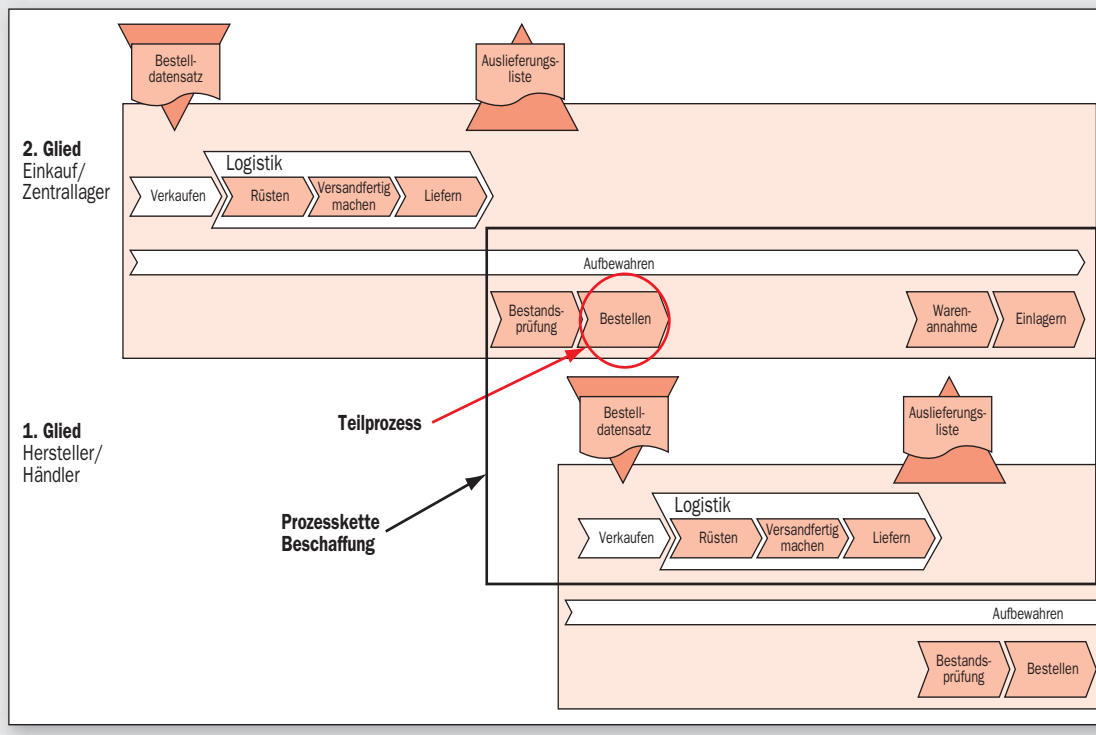 Bestell-
datensatz
Auslieferungs-
liste
2. Glied
Einkauf/
Zentrallager
Logistik
Verkaufen
Rüsten
Versandfertig
machen
Liefern
Aufbewahren
Bestands-
prüfung
Bestellen
Waren-
annahme
Einlagern
Teilprozess
1. Glied
Hersteller/
Händler
Bestell-
datensatz
Auslieferungs-
liste
Prozesskette
Beschaffung
Logistik
Verkaufen
Rüsten
Versandfertig
machen
Liefern
Aufbewahren
Bestands-
prüfung
Bestellen